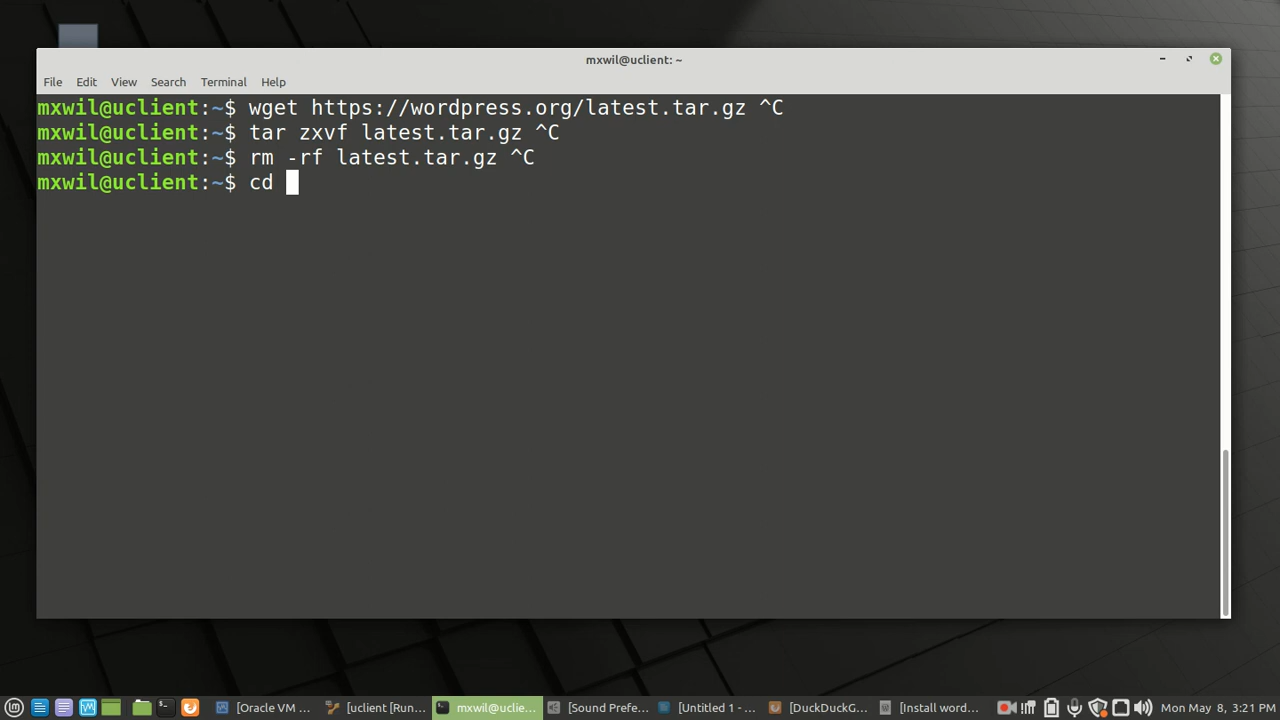 mxwil@uclient: ~
File Edit View Search Terminal Help
mxwil@uclient:~$ wget https://wordpress.org/latest.tar.gz ^C
mxwil@uclient:~$ tar zxvf latest.tar.gz ^C
mxwil@uclient:~$ rm -rf latest.tar.gz ^C
mxwil@uclient:~$ cd
[Oracle VM ... [uclient [Run... mxwil@uclie... [Sound Prefe... [Untitled 1 - ... [DuckDuckG... [Install word... Mon May 8, 3:21 PM